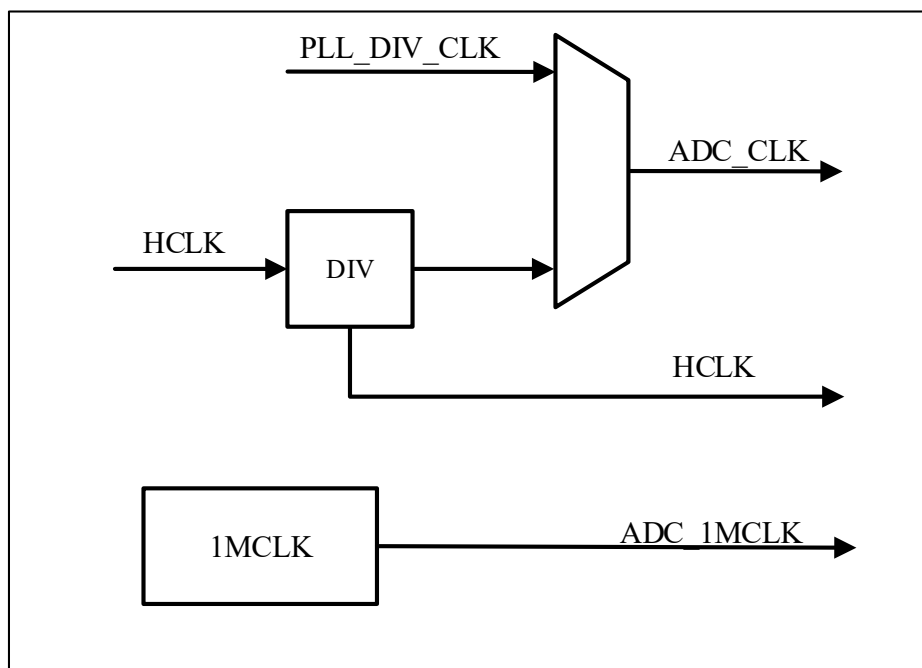 PLL_DIV_CLK
ADC_CLK
HCLK
DIV
HCLK
1MCLK
ADC_1MCLK